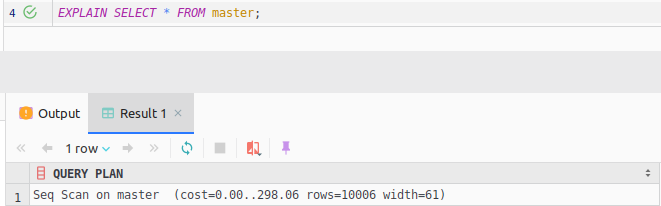 4 EXPLAIN SELECT * FROM master;
Output Result 1
1 row
QUERY PLAN
1 Seq Scan on master (cost=0.00..298.06 rows=10006 width=61)